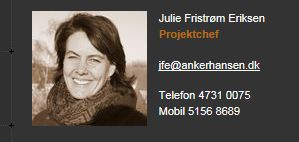 Julie Fristrøm Eriksen
Projektchef
jfe@ankerhansen.dk
Telefon 4731 0075
Mobil 5156 8689